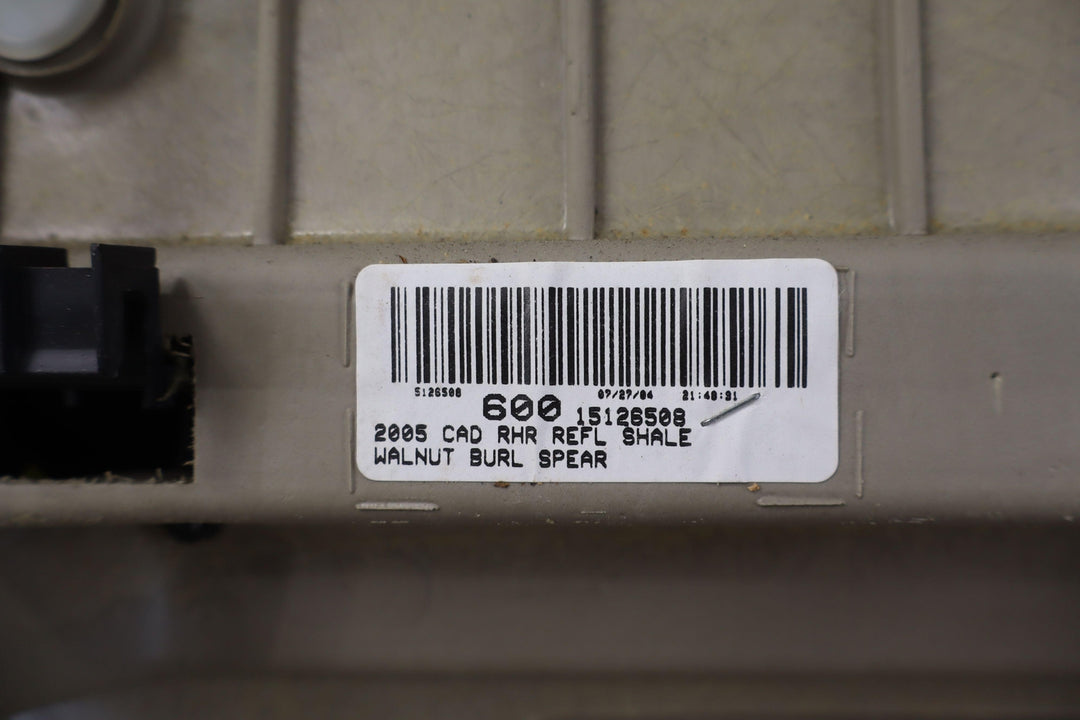 5126508 07/27/04 21:48:31
600 15126508
2005 CAD RHR REFL SHALE
WALNUT BURL SPEAR